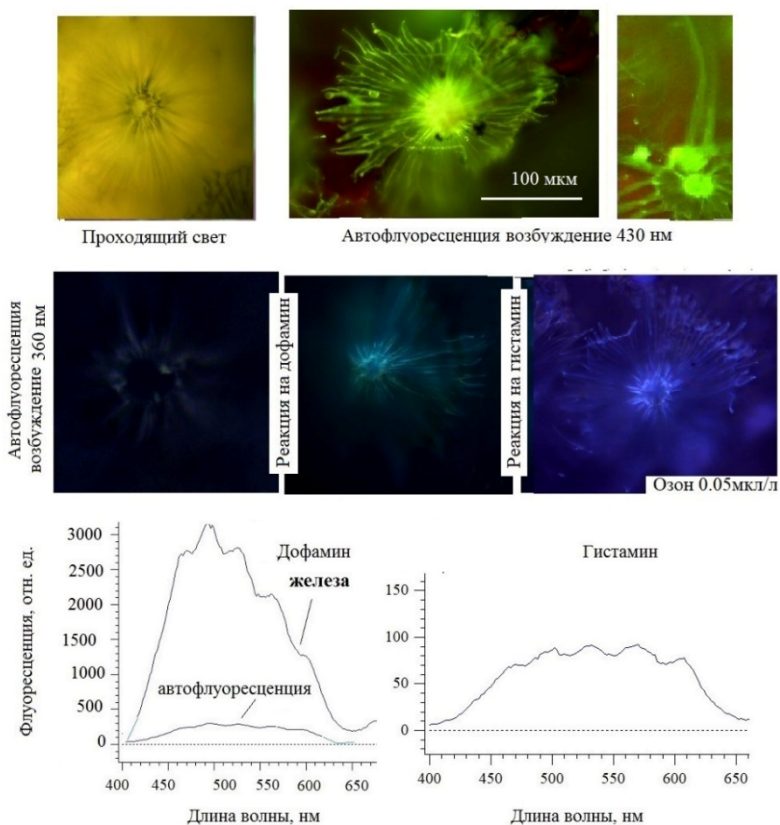 100 мкм
Проходящий свет
Автофлуоресценция возбуждение 430 нм
Автофлуоресценция
возбуждение 360 нм
Реакция на дофамин
Реакция на гистамин
Озон 0.05мкл/л
Флуоресценция, отн. ед.
3000
2500
2000
1500
1000
500
0
Дофамин
железа
автофлуоресценция
400 450 500 550 600 650
Длина волны, нм
Гистамин
150
100
50
0
400 450 500 550 600 650
Длина волны, нм